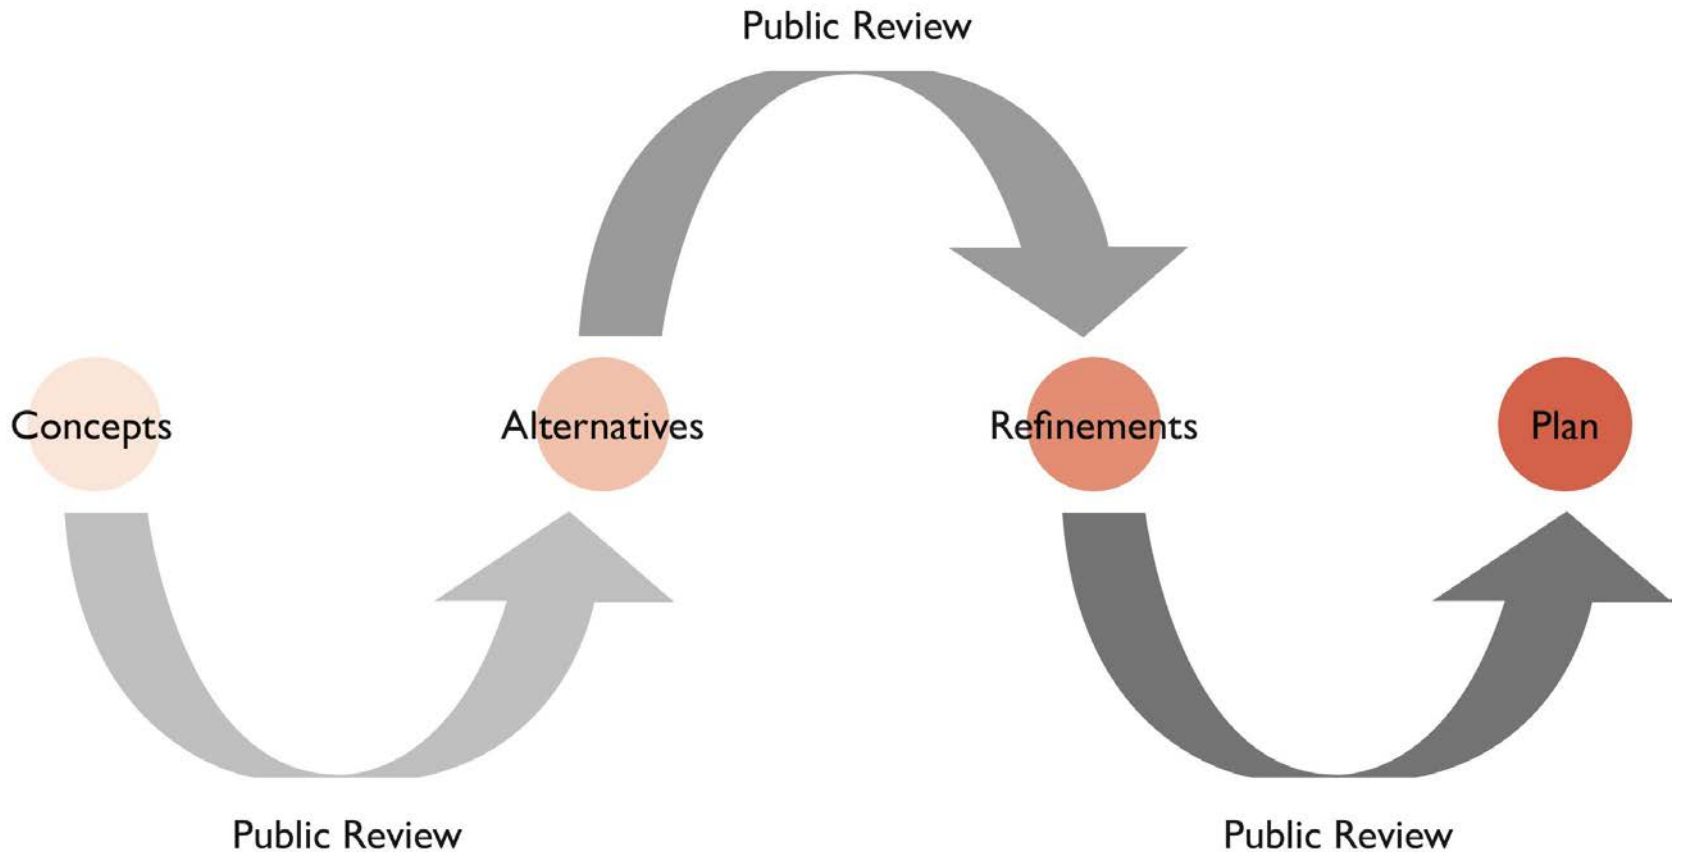 Public Review
Concepts
Alternatives
Refinements
Plan
Public Review
Public Review